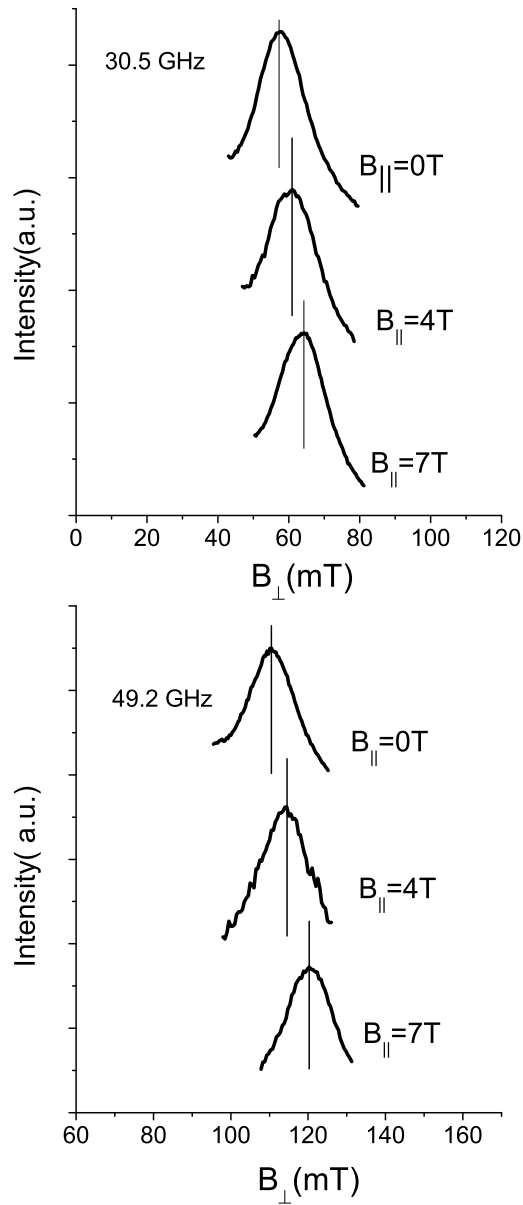 30.5 GHz
B||=0T
B||=4T
B||=7T
Intensity(a.u.)
0 20 40 60 80 100 120
B⊥(mT)
49.2 GHz
B||=0T
B||=4T
B||=7T
Intensity( a.u.)
60 80 100 120 140 160
B⊥(mT)